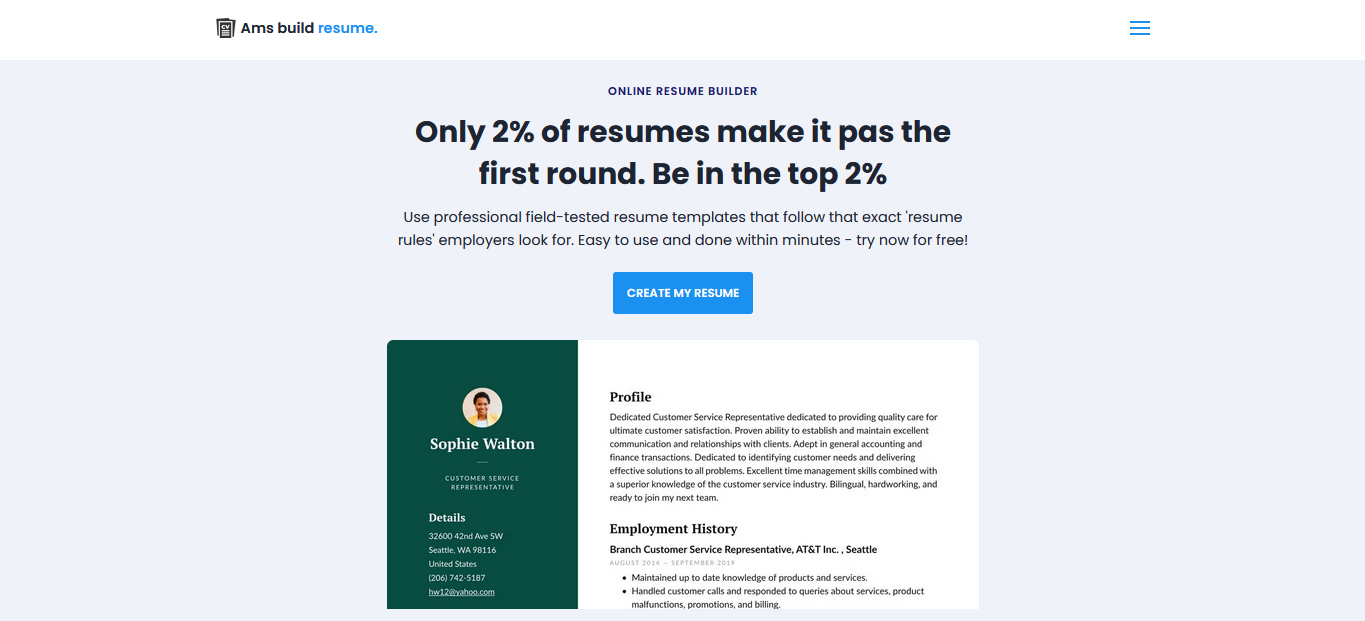 CV
Ams build resume.
ONLINE RESUME BUILDER
Only 2% of resumes make it pas the
first round. Be in the top 2%
Use professional field-tested resume templates that follow that exact 'resume
rules' employers look for. Easy to use and done within minutes - try now for free!
CREATE MY RESUME
Sophie Walton
CUSTOMER SERVICE
REPRESENTATIVE
Details
32600 42nd Ave SW
Seattle, WA 98116
United States
(206) 742-5187
hw12@yahoo.com
Profile
Dedicated Customer Service Representative dedicated to providing quality care for
ultimate customer satisfaction. Proven ability to establish and maintain excellent
communication and relationships with clients. Adept in general accounting and
finance transactions. Dedicated to identifying customer needs and delivering
effective solutions to all problems. Excellent time management skills combined with
a superior knowledge of the customer service industry. Bilingual, hardworking, and
ready to join my next team.
Employment History
Branch Customer Service Representative, AT&T Inc. , Seattle
AUGUST 2014 — SEPTEMBER 2019
• Maintained up to date knowledge of products and services.
• Handled customer calls and responded to queries about services, product
malfunctions, promotions, and billing.